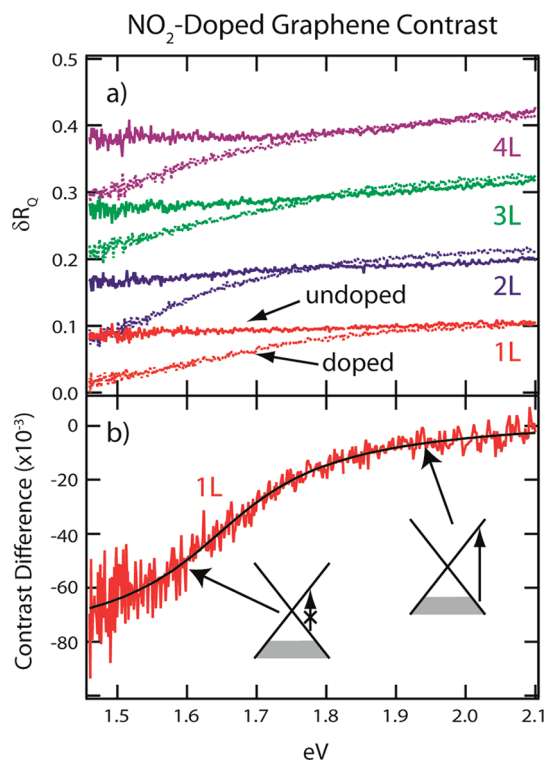 NO₂-Doped Graphene Contrast
a)
0.5
0.4
0.3
0.2
0.1
0.0
δR_Q
4L
3L
2L
1L
undoped
doped
b)
0
-20
-40
-60
-80
Contrast Difference (x10⁻³)
1L
1.5 1.6 1.7 1.8 1.9 2.0 2.1
eV